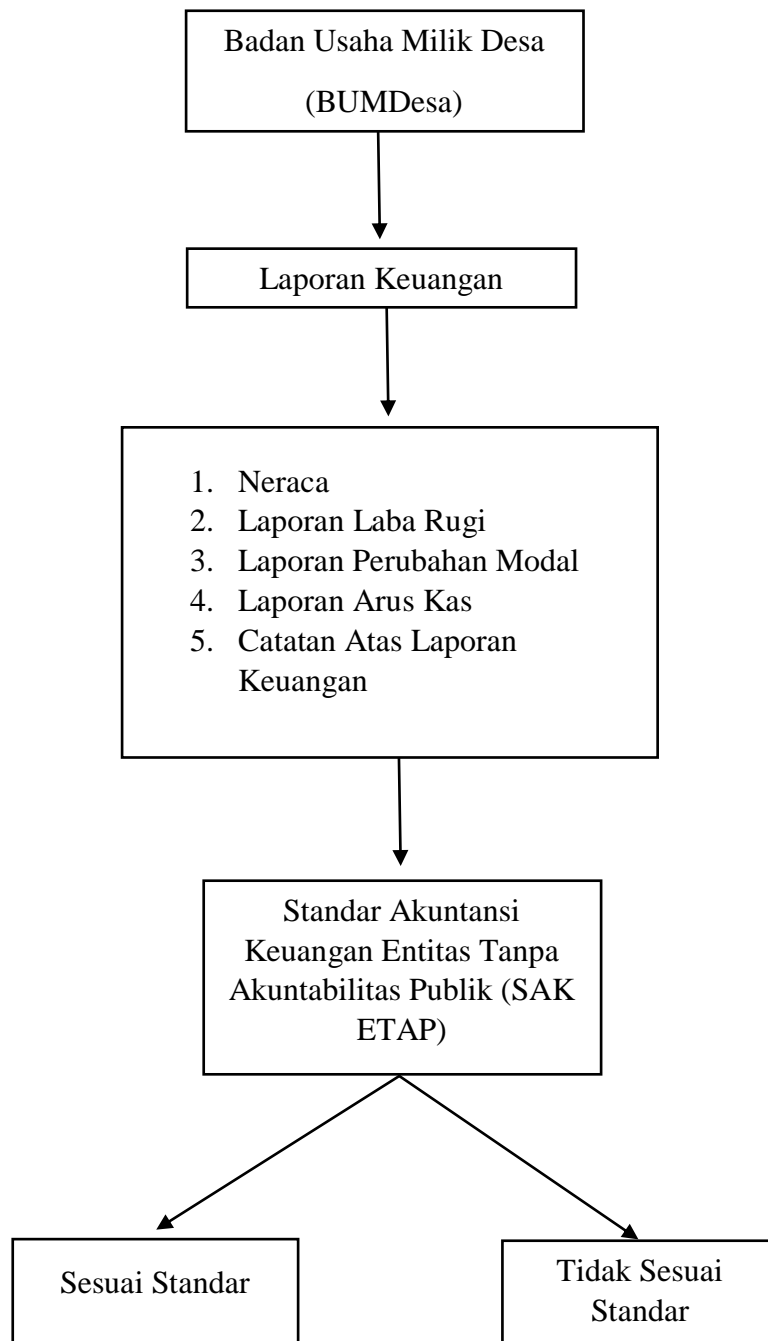 Badan Usaha Milik Desa
(BUMDesa)
Laporan Keuangan
1. Neraca
2. Laporan Laba Rugi
3. Laporan Perubahan Modal
4. Laporan Arus Kas
5. Catatan Atas Laporan
Keuangan
Standar Akuntansi
Keuangan Entitas Tanpa
Akuntabilitas Publik (SAK
ETAP)
Sesuai Standar
Tidak Sesuai
Standar